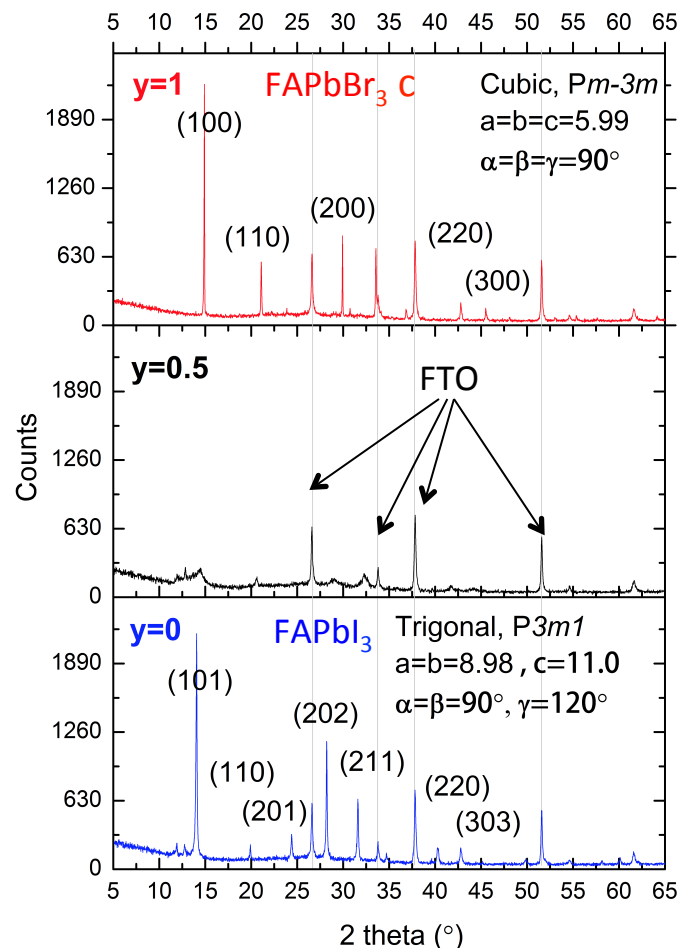 5 10 15 20 25 30 35 40 45 50 55 60 65
y=1 FAPbBr3 C Cubic, Pm-3m
1890 (100) a=b=c=5.99
α=β=γ=90°
1260
(200)
630 (110) (220)
(300)
0
y=0.5 FTO
1890
1260
630
0
Counts
y=0 FAPbI3 Trigonal, P3m1
1890 (101) a=b=8.98 , c=11.0
(202) α=β=90°, γ=120°
1260
(110) (211)
630 (201) (220)
(303)
0
5 10 15 20 25 30 35 40 45 50 55 60 65
2 theta (°)